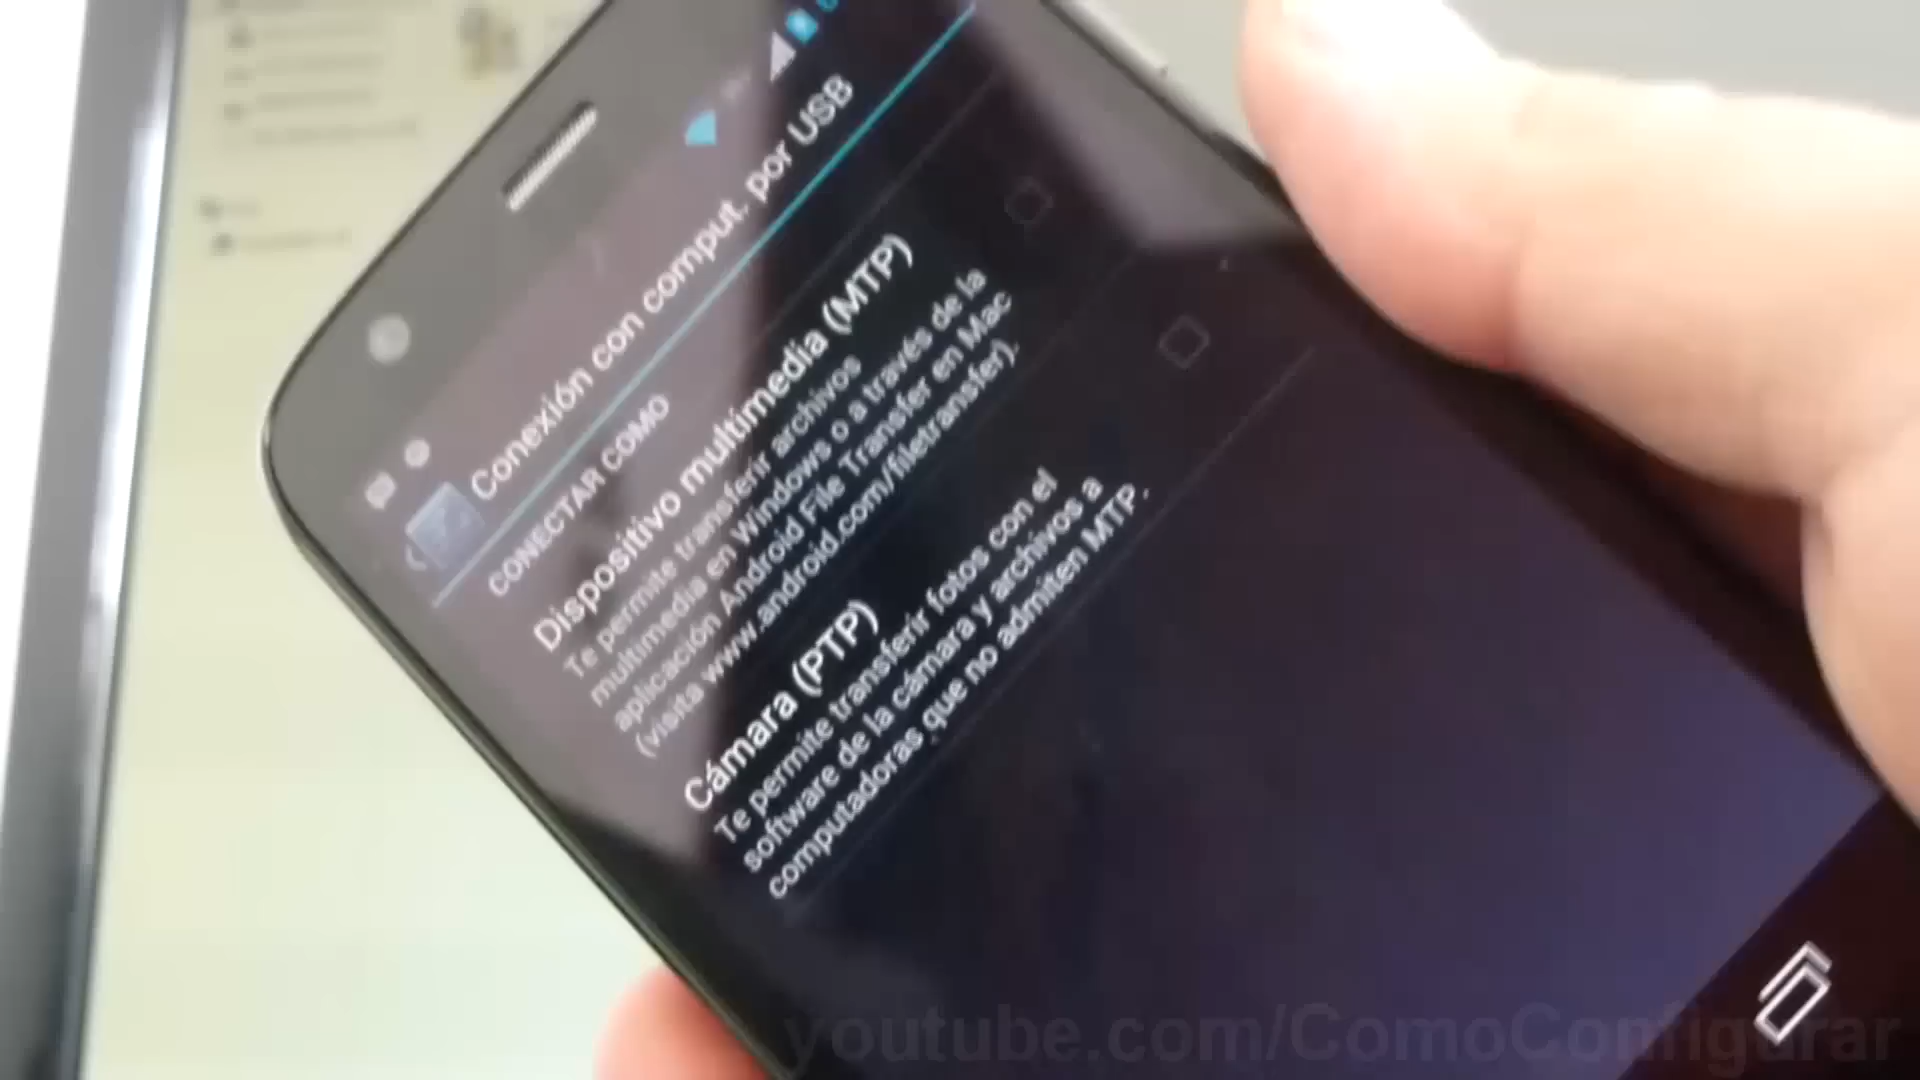 Conexión con comput. por USB
CONECTAR COMO
Dispositivo multimedia (MTP)
Te permite transferir archivos
multimedia en Windows o a través de la
aplicación Android File Transfer en Mac
(visita www.android.com/filetransfer).
Cámara (PTP)
Te permite transferir fotos con el
software de la cámara y archivos a
computadoras que no admiten MTP.
youtube.com/ComoConfigurar